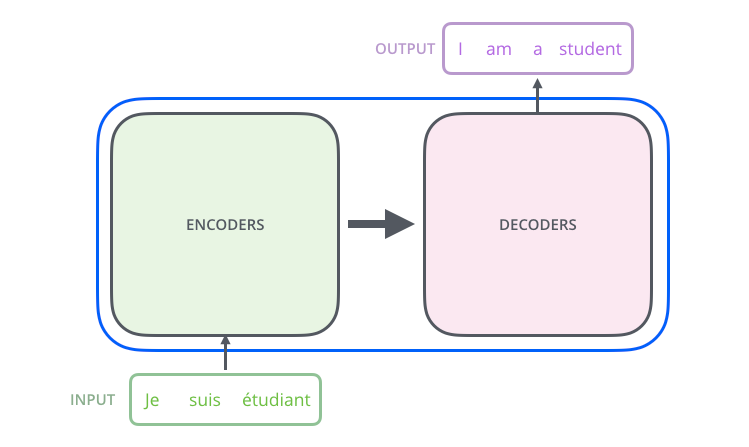 OUTPUT I am a student
ENCODERS
DECODERS
INPUT Je suis étudiant